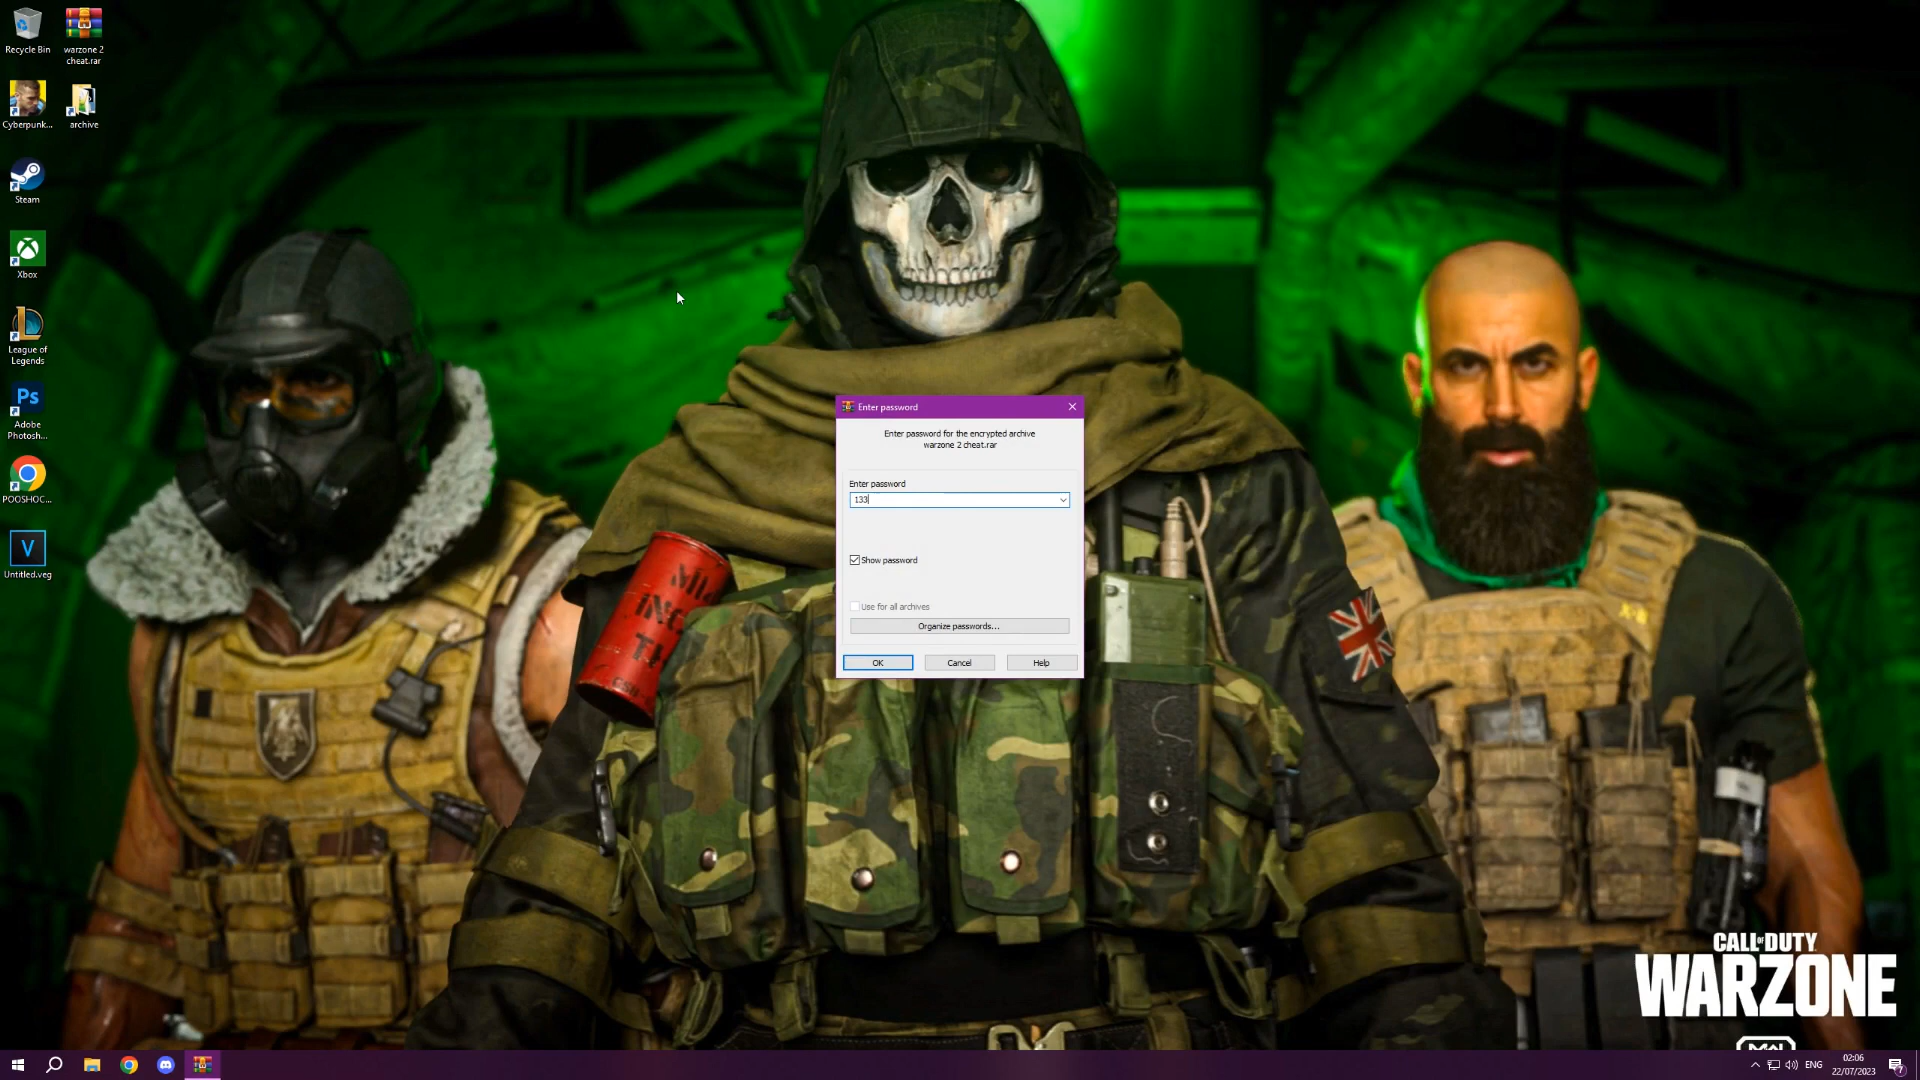 Recycle Bin
warzone 2
cheat.rar
Cyberpunk...
archive
Steam
Xbox
League of
Legends
Ps
Adobe
Photosh...
POOSHOC...
V
Untitled.veg
Enter password
Enter password for the encrypted archive
warzone 2 cheat.rar
Enter password
133
Show password
Use for all archives
Organize passwords...
OK
Cancel
Help
CALL OF DUTY
WARZONE
ENG
02:06
22/07/2023
7